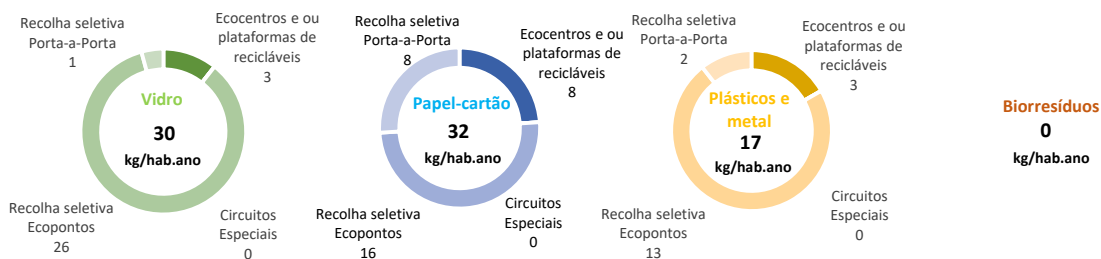 Recolha seletiva
Porta-a-Porta
1
Ecocentros e ou
plataformas de
recicláveis
3
Vidro
30
kg/hab.ano
Recolha seletiva
Ecopontos
26
Circuitos
Especiais
0
Recolha seletiva
Porta-a-Porta
8
Ecocentros e ou
plataformas de
recicláveis
8
Papel-cartão
32
kg/hab.ano
Recolha seletiva
Ecopontos
16
Circuitos
Especiais
0
Recolha seletiva
Porta-a-Porta
2
Ecocentros e ou
plataformas de
recicláveis
3
Plásticos e
metal
17
kg/hab.ano
Recolha seletiva
Ecopontos
13
Circuitos
Especiais
0
Biorresíduos
0
kg/hab.ano